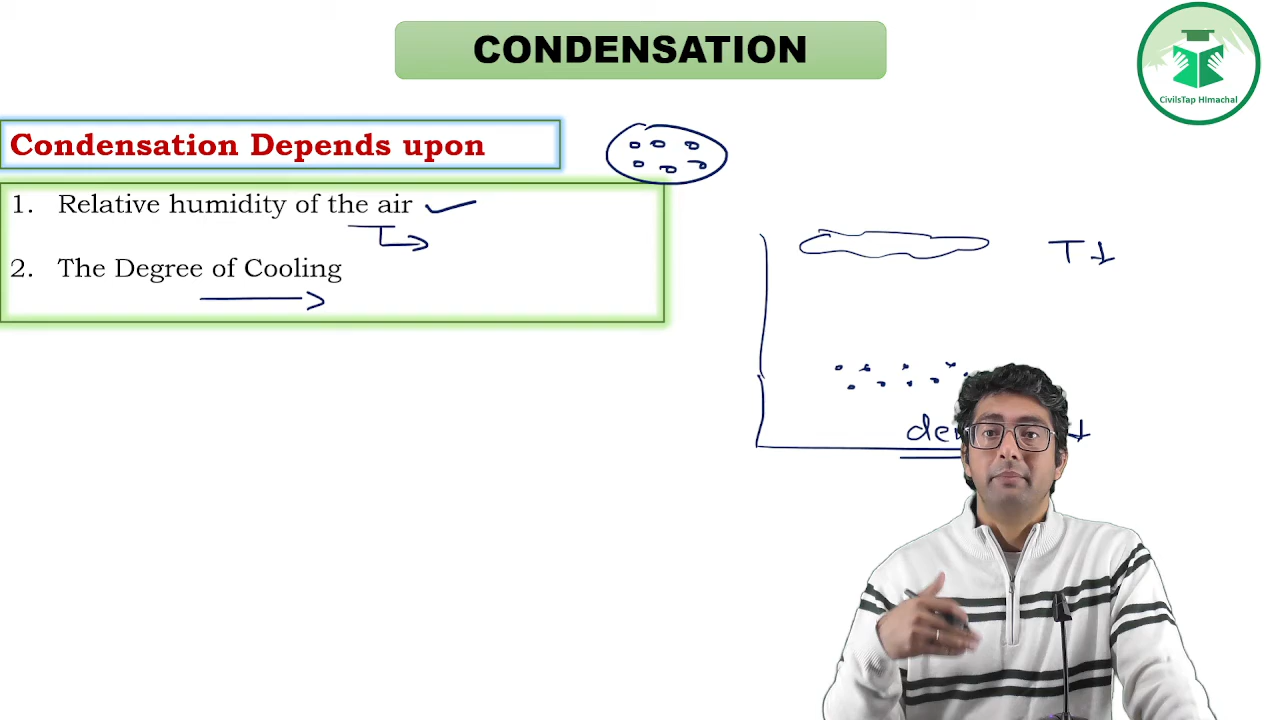 CONDENSATION
CivilsTap Himachal
Condensation Depends upon
1. Relative humidity of the air
2. The Degree of Cooling
T↓